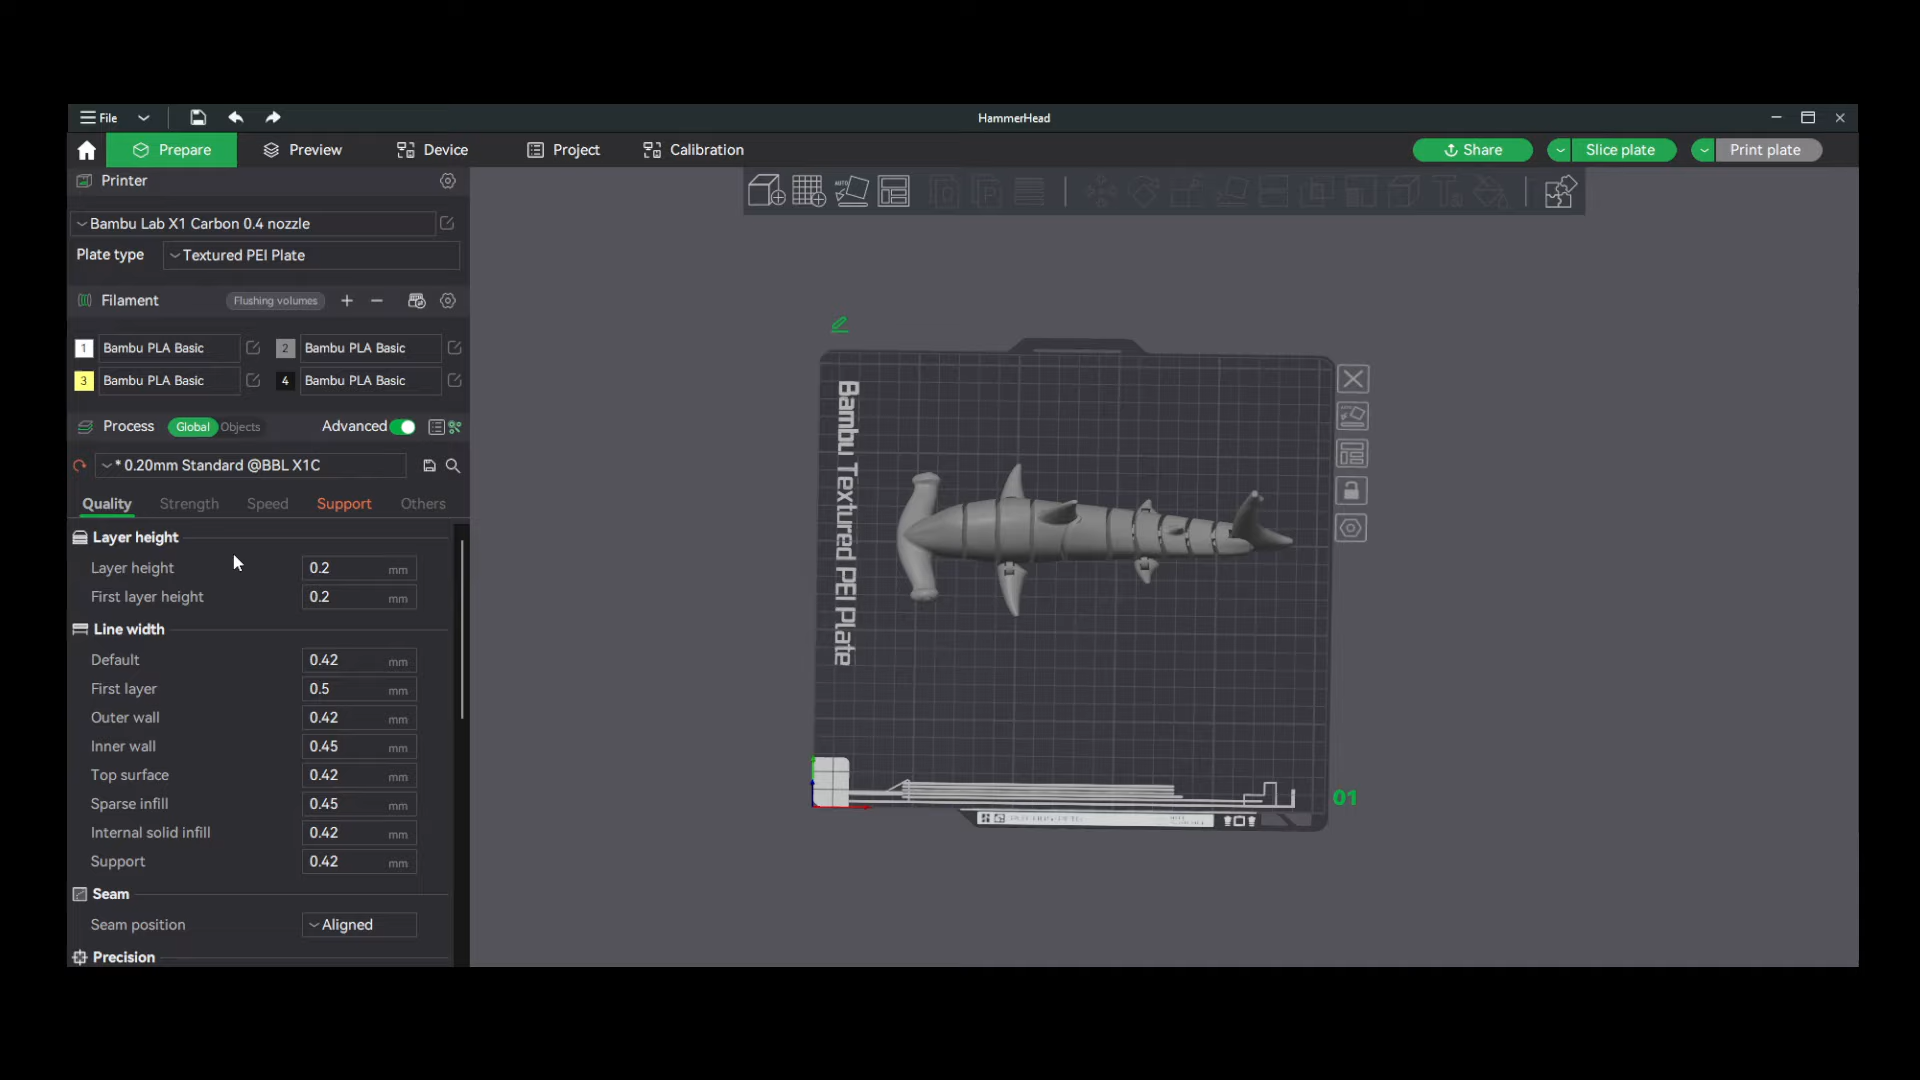 File
HammerHead
Prepare
Preview
Device
Project
Calibration
Share
Slice plate
Print plate
Printer
Bambu Lab X1 Carbon 0.4 nozzle
Plate type
Textured PEI Plate
Filament
Flushing volumes
1 Bambu PLA Basic
2 Bambu PLA Basic
3 Bambu PLA Basic
4 Bambu PLA Basic
Process
Global
Objects
Advanced
* 0.20mm Standard @BBL X1C
Quality
Strength
Speed
Support
Others
Layer height
Layer height 0.2 mm
First layer height 0.2 mm
Line width
Default 0.42 mm
First layer 0.5 mm
Outer wall 0.42 mm
Inner wall 0.45 mm
Top surface 0.42 mm
Sparse infill 0.45 mm
Internal solid infill 0.42 mm
Support 0.42 mm
Seam
Seam position Aligned
Precision
AUTO
Bambu Textured PEI Plate
01